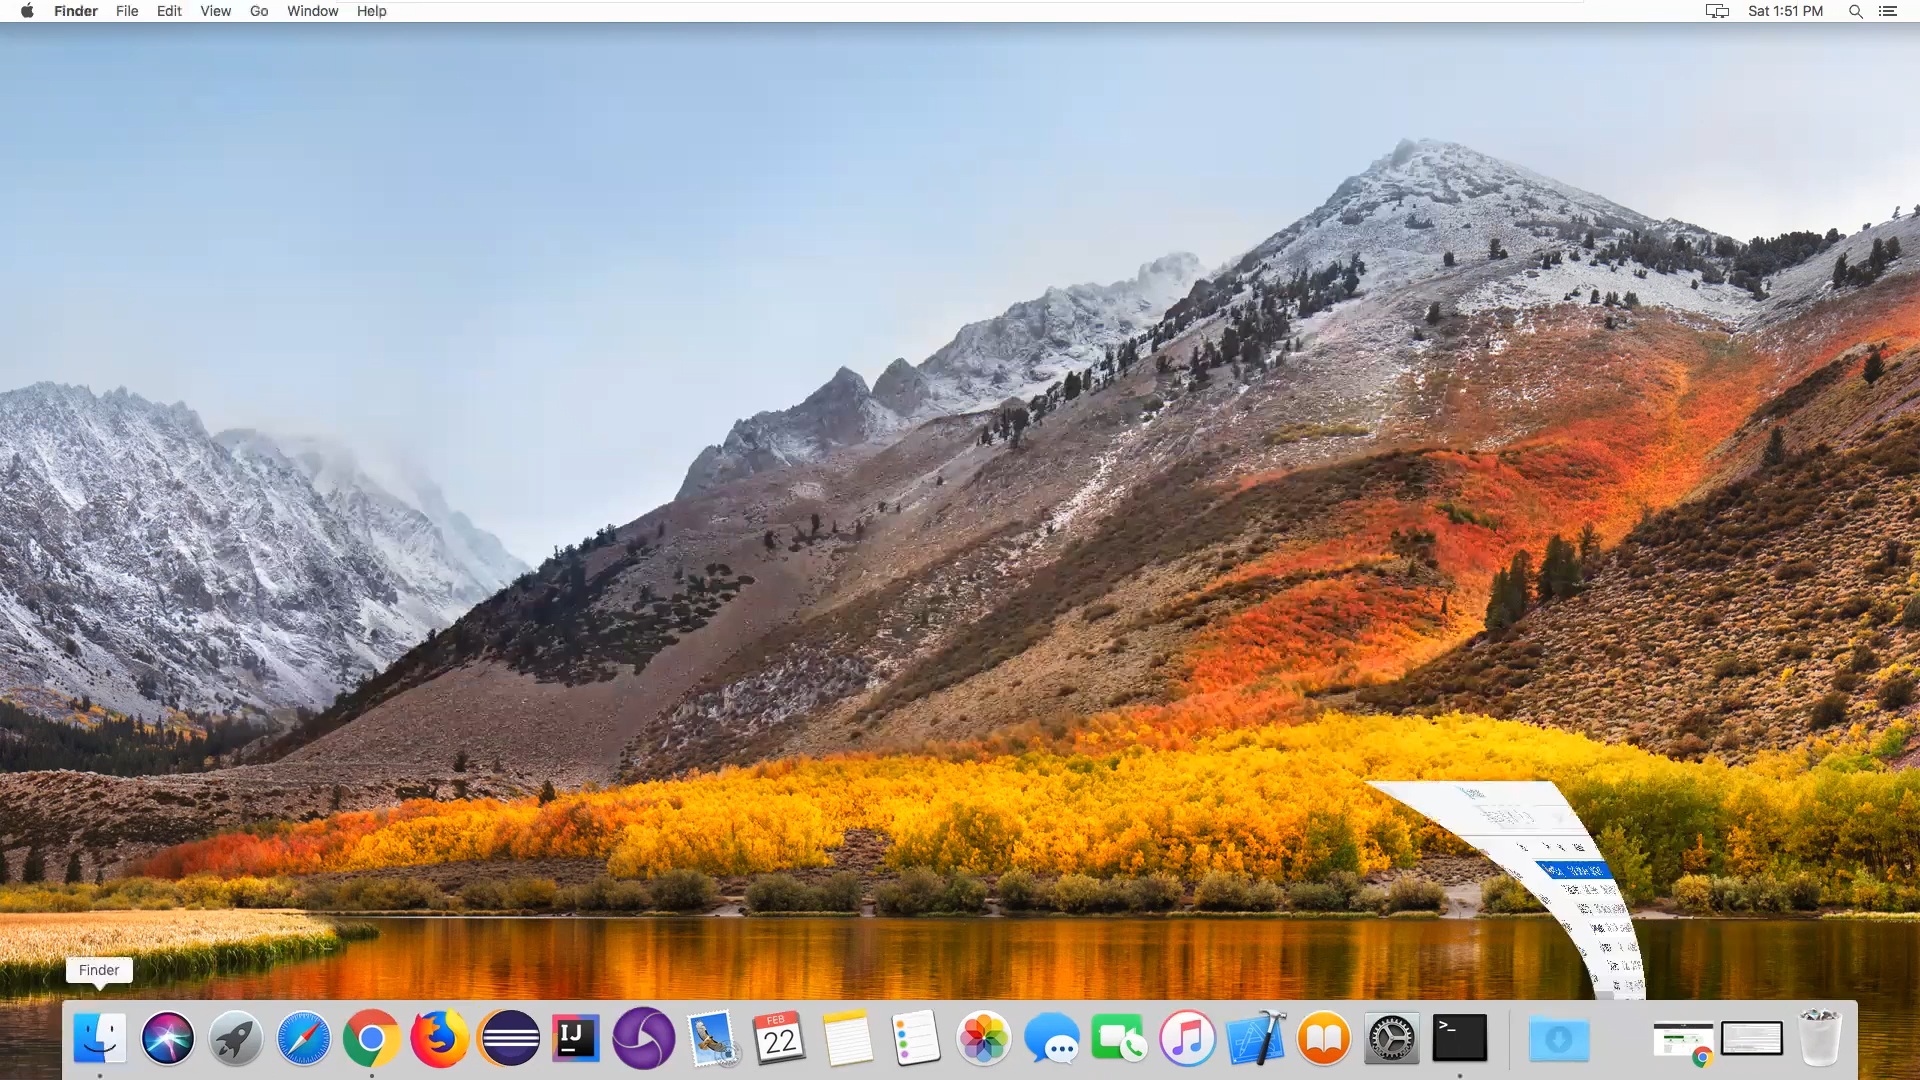 Finder File Edit View Go Window Help Sat 1:51 PM
Finder
IJ
FEB
22
>_